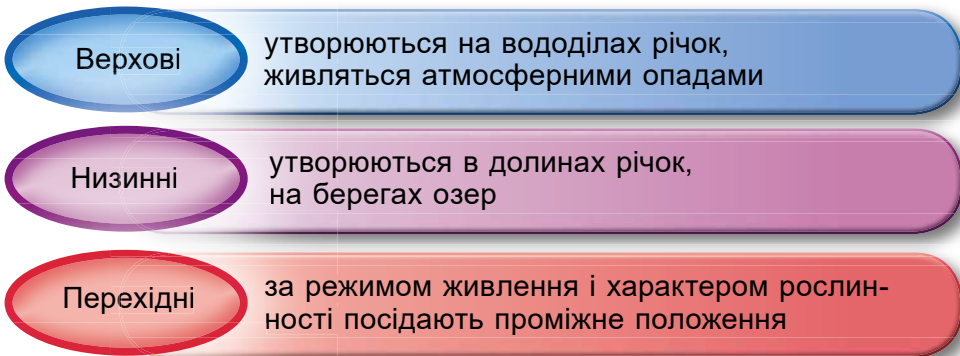 Верхові
утворюються на вододілах річок,
живляться атмосферними опадами
Низинні
утворюються в долинах річок,
на берегах озер
Перехідні
за режимом живлення і характером рослин-
ності посідають проміжне положення